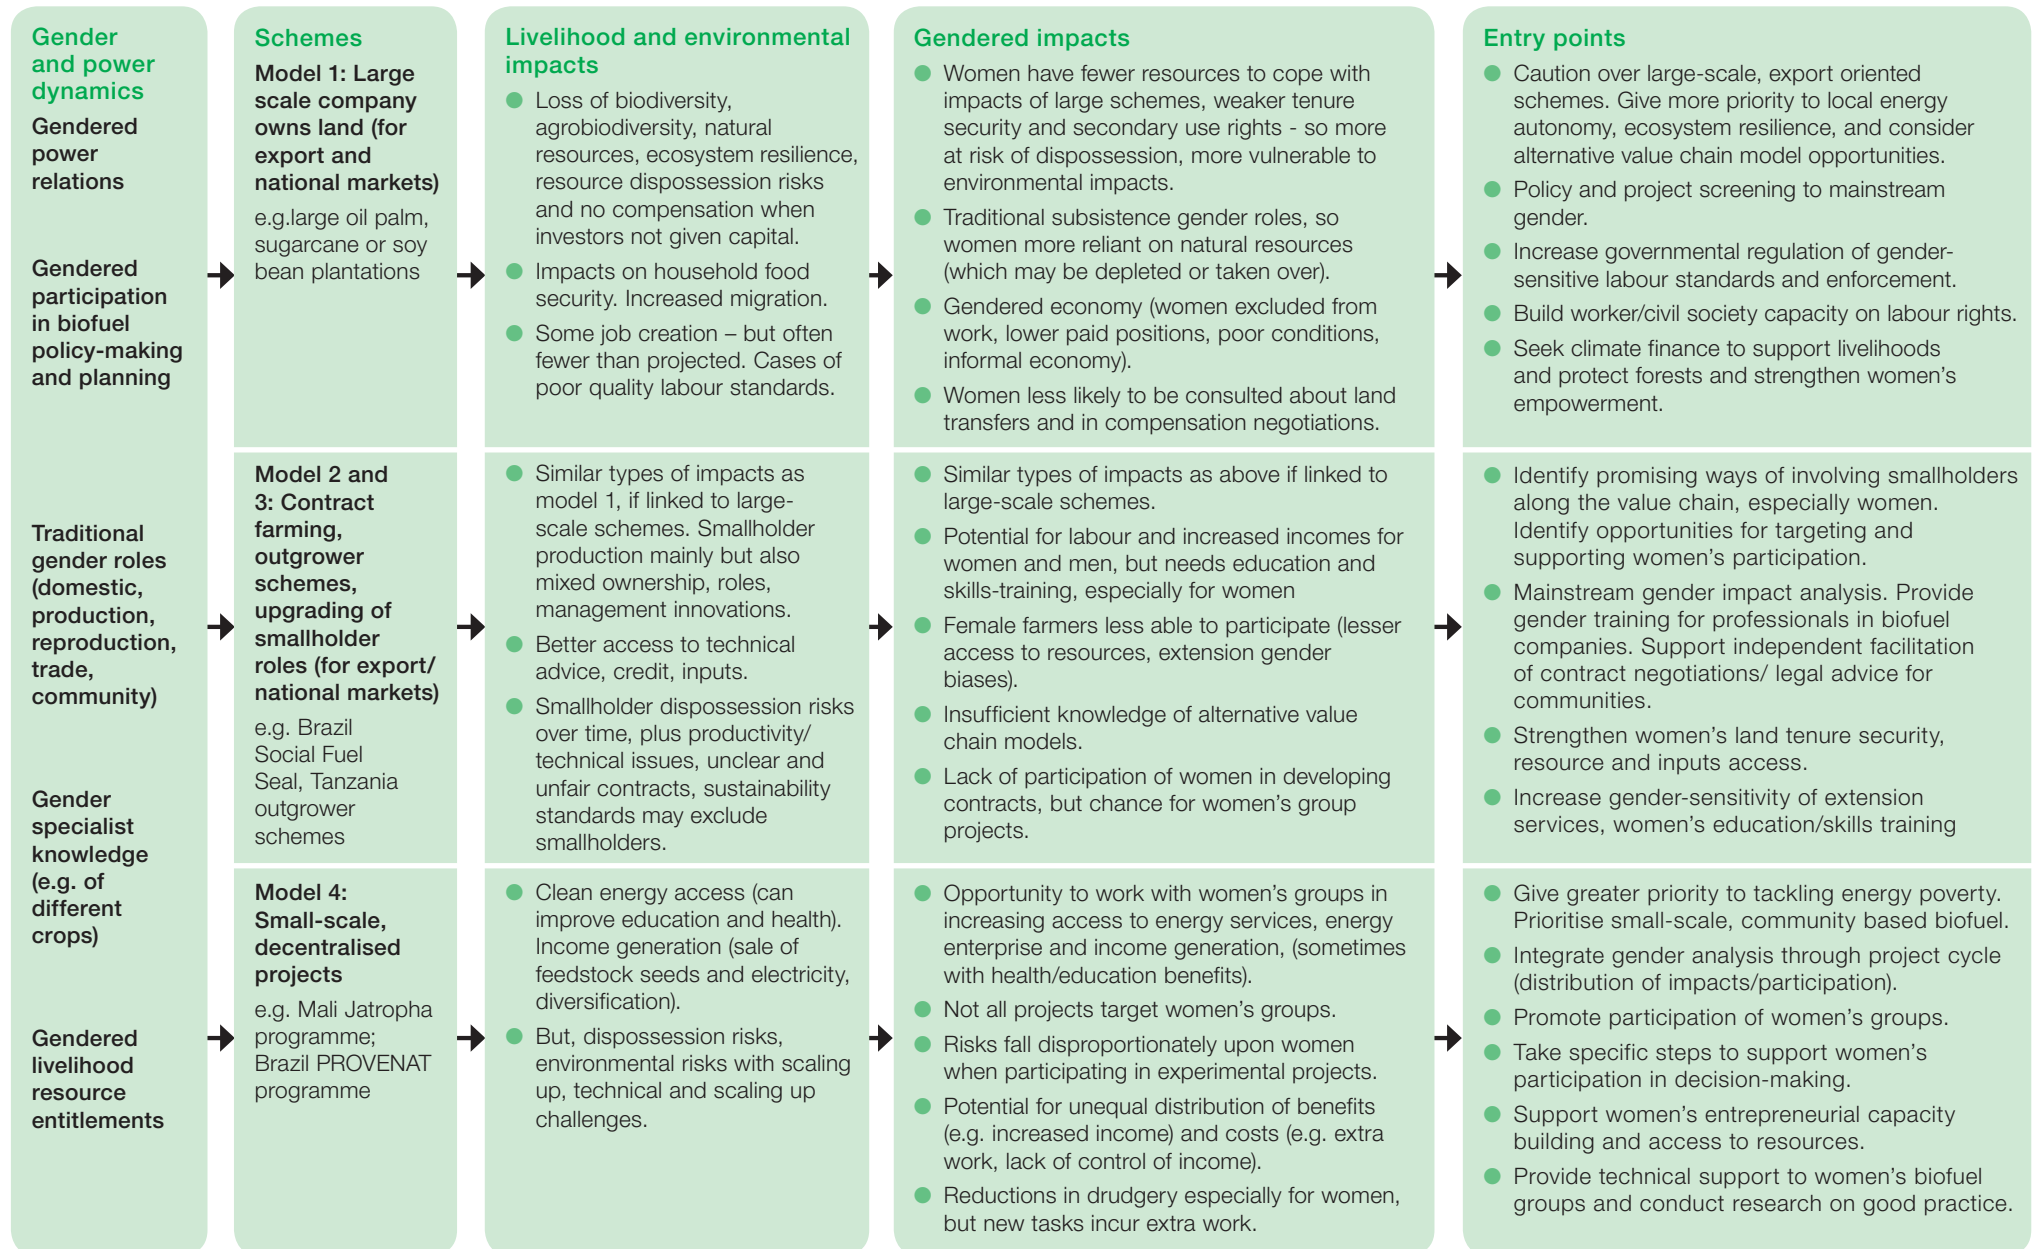 Gender
and power
dynamics
Gendered
power
relations
Gendered
participation
in biofuel
policy-making
and planning
Traditional
gender roles
(domestic,
production,
reproduction,
trade,
community)
Gender
specialist
knowledge
(e.g. of
different
crops)
Gendered
livelihood
resource
entitlements
Schemes
Model 1: Large
scale company
owns land (for
export and
national markets)
e.g.large oil palm,
sugarcane or soy
bean plantations
Livelihood and environmental
impacts
● Loss of biodiversity,
agrobiodiversity, natural
resources, ecosystem resilience,
resource dispossession risks
and no compensation when
investors not given capital.
● Impacts on household food
security. Increased migration.
● Some job creation – but often
fewer than projected. Cases of
poor quality labour standards.
Gendered impacts
● Women have fewer resources to cope with
impacts of large schemes, weaker tenure
security and secondary use rights - so more
at risk of dispossession, more vulnerable to
environmental impacts.
● Traditional subsistence gender roles, so
women more reliant on natural resources
(which may be depleted or taken over).
● Gendered economy (women excluded from
work, lower paid positions, poor conditions,
informal economy).
● Women less likely to be consulted about land
transfers and in compensation negotiations.
Entry points
● Caution over large-scale, export oriented
schemes. Give more priority to local energy
autonomy, ecosystem resilience, and consider
alternative value chain model opportunities.
● Policy and project screening to mainstream
gender.
● Increase governmental regulation of gender-
sensitive labour standards and enforcement.
● Build worker/civil society capacity on labour rights.
● Seek climate finance to support livelihoods
and protect forests and strengthen women’s
empowerment.
Model 2 and
3: Contract
farming,
outgrower
schemes,
upgrading of
smallholder
roles (for export/
national markets)
e.g. Brazil
Social Fuel
Seal, Tanzania
outgrower
schemes
● Similar types of impacts as
model 1, if linked to large-
scale schemes. Smallholder
production mainly but also
mixed ownership, roles,
management innovations.
● Better access to technical
advice, credit, inputs.
● Smallholder dispossession risks
over time, plus productivity/
technical issues, unclear and
unfair contracts, sustainability
standards may exclude
smallholders.
● Similar types of impacts as above if linked to
large-scale schemes.
● Potential for labour and increased incomes for
women and men, but needs education and
skills-training, especially for women
● Female farmers less able to participate (lesser
access to resources, extension gender
biases).
● Insufficient knowledge of alternative value
chain models.
● Lack of participation of women in developing
contracts, but chance for women’s group
projects.
● Identify promising ways of involving smallholders
along the value chain, especially women.
Identify opportunities for targeting and
supporting women’s participation.
● Mainstream gender impact analysis. Provide
gender training for professionals in biofuel
companies. Support independent facilitation
of contract negotiations/ legal advice for
communities.
● Strengthen women’s land tenure security,
resource and inputs access.
● Increase gender-sensitivity of extension
services, women’s education/skills training
Model 4:
Small-scale,
decentralised
projects
e.g. Mali Jatropha
programme;
Brazil PROVENAT
programme
● Clean energy access (can
improve education and health).
Income generation (sale of
feedstock seeds and electricity,
diversification).
● But, dispossession risks,
environmental risks with scaling
up, technical and scaling up
challenges.
● Opportunity to work with women’s groups in
increasing access to energy services, energy
enterprise and income generation, (sometimes
with health/education benefits).
● Not all projects target women’s groups.
● Risks fall disproportionately upon women
when participating in experimental projects.
● Potential for unequal distribution of benefits
(e.g. increased income) and costs (e.g. extra
work, lack of control of income).
● Reductions in drudgery especially for women,
but new tasks incur extra work.
● Give greater priority to tackling energy poverty.
Prioritise small-scale, community based biofuel.
● Integrate gender analysis through project cycle
(distribution of impacts/participation).
● Promote participation of women’s groups.
● Take specific steps to support women’s
participation in decision-making.
● Support women’s entrepreneurial capacity
building and access to resources.
● Provide technical support to women’s biofuel
groups and conduct research on good practice.